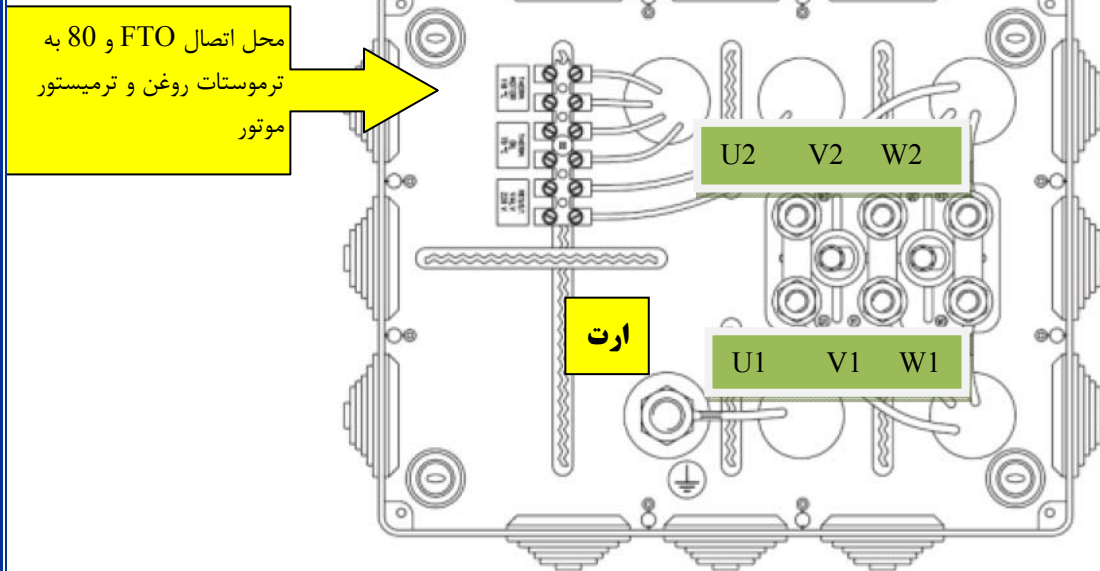 محل اتصال FTO و 80 به
ترموستات روغن و ترمیستور
موتور
U2 V2 W2
ارت
U1 V1 W1